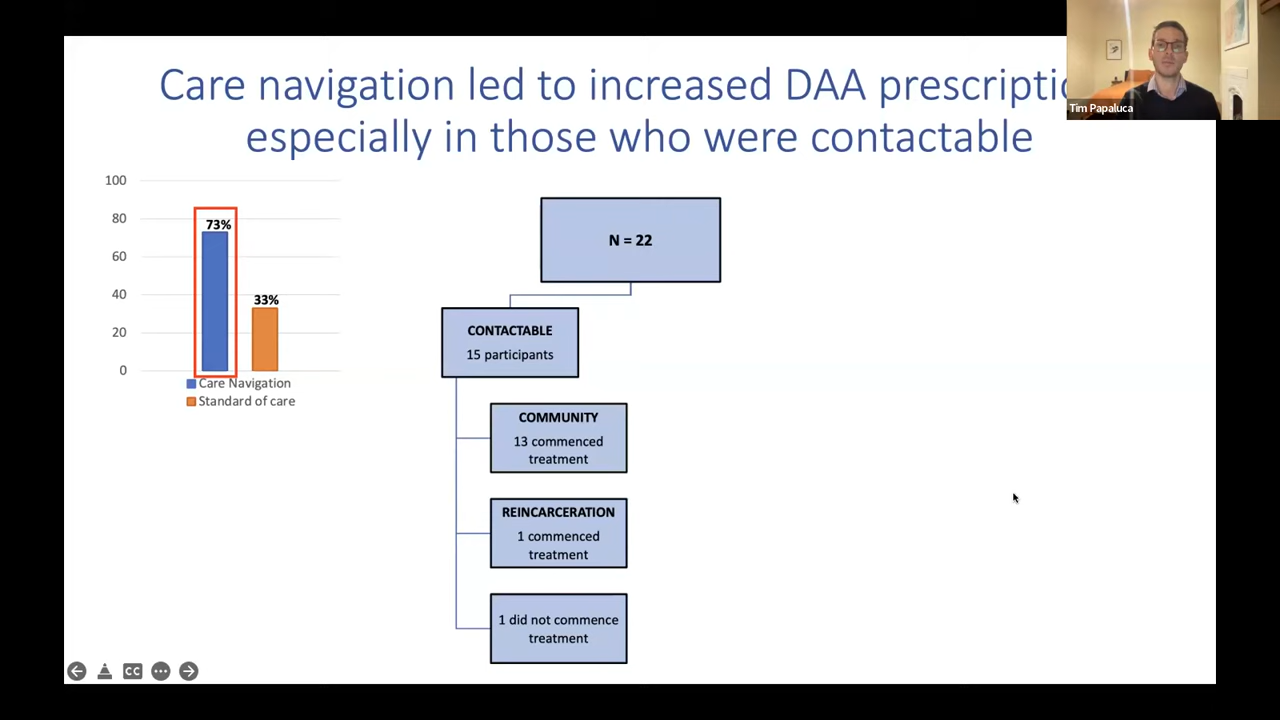 Care navigation led to increased DAA prescriptio
especially in those who were contactable
Tim Papaluca
100
80
60
40
20
0
73%
33%
Care Navigation
Standard of care
N = 22
CONTACTABLE
15 participants
COMMUNITY
13 commenced
treatment
REINCARCERATION
1 commenced
treatment
1 did not commence
treatment
CC